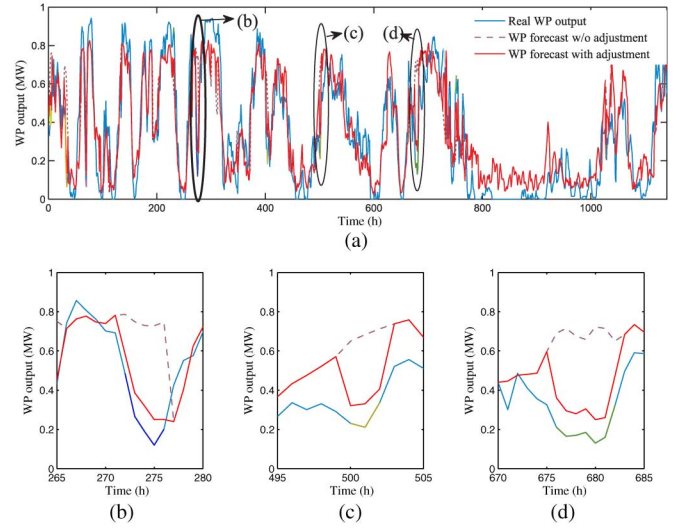 1
0.8
0.6
0.4
0.2
0
WP output (MW)
(b)
(c)
(d)
Real WP output
WP forecast w/o adjustment
WP forecast with adjustment
0 200 400 600 800 1000
Time (h)
(a)
1
0.8
0.6
0.4
0.2
0
WP output (MW)
265 270 275 280
Time (h)
(b)
1
0.8
0.6
0.4
0.2
0
WP output (MW)
495 500 505
Time (h)
(c)
1
0.8
0.6
0.4
0.2
0
WP output (MW)
670 675 680 685
Time (h)
(d)